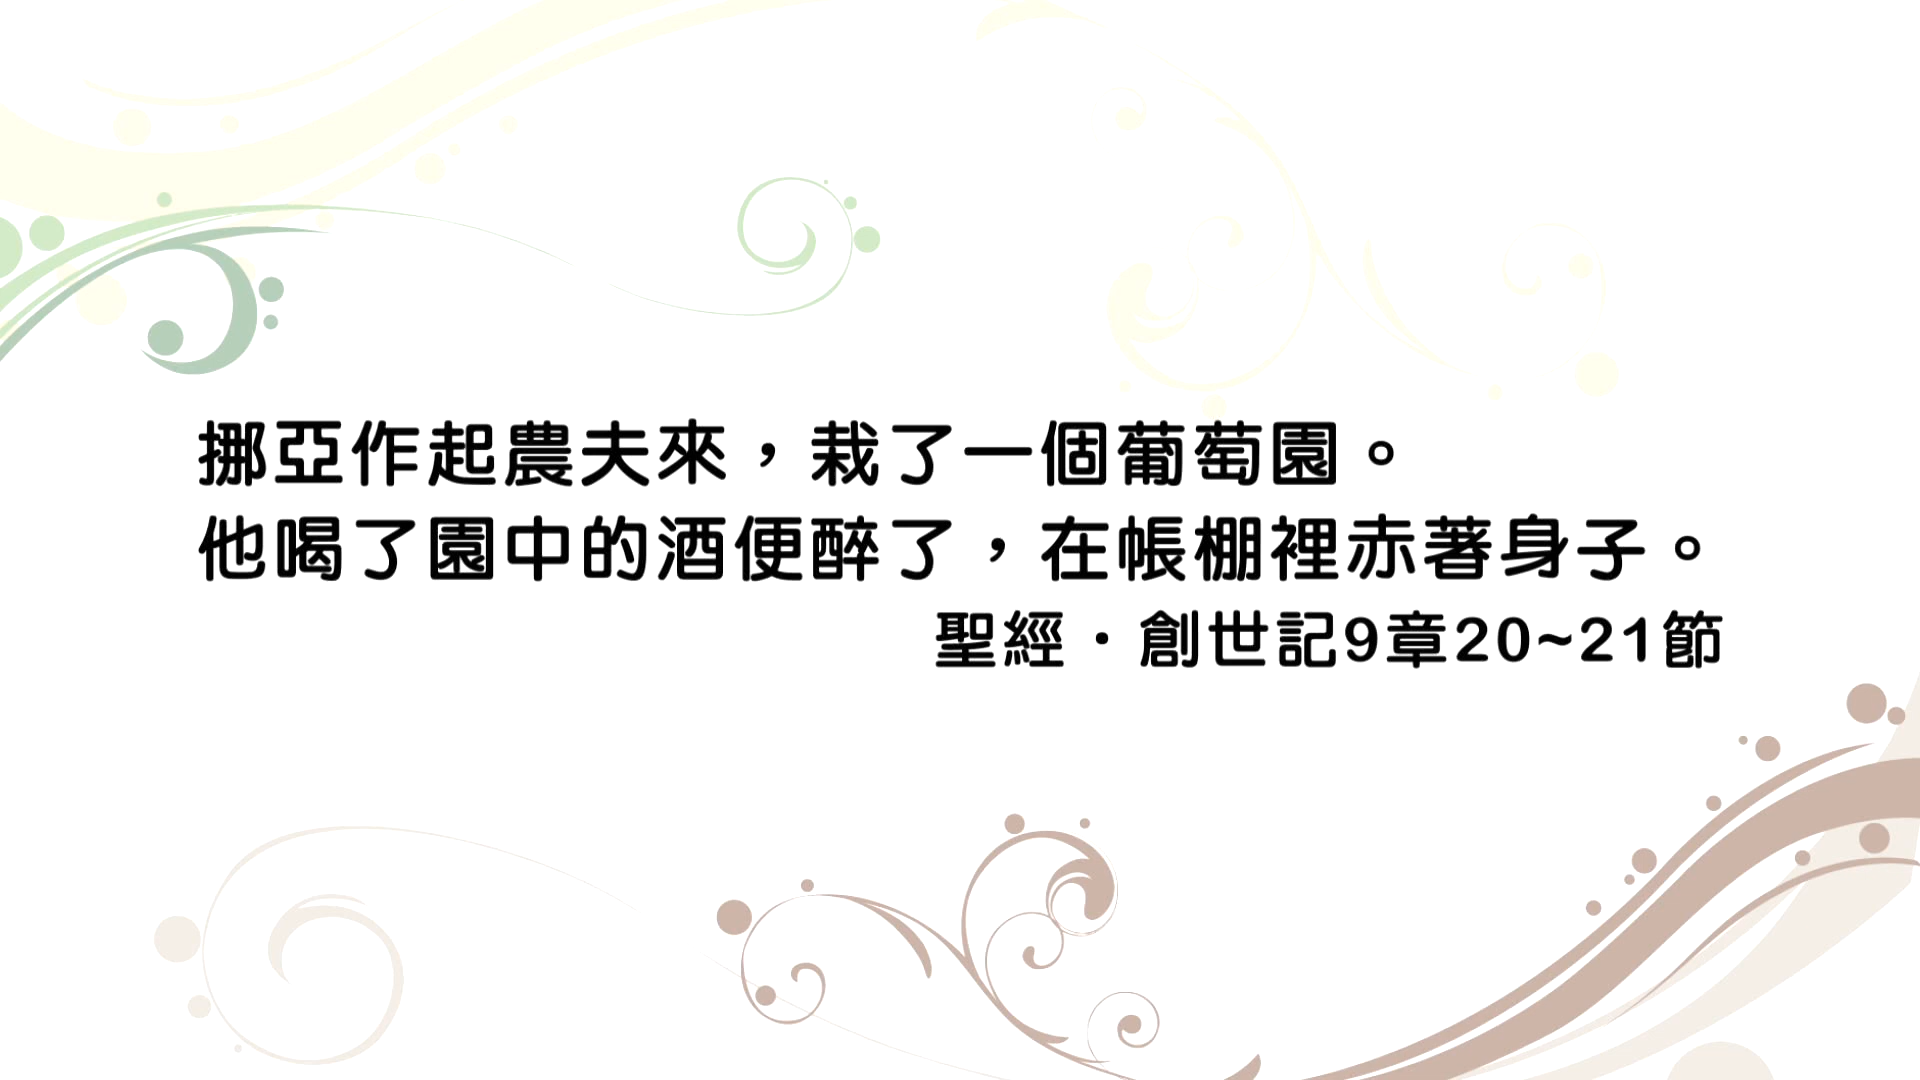 挪亞作起農夫來，栽了一個葡萄園。
他喝了園中的酒便醉了，在帳棚裡赤著身子。
聖經．創世記9章20~21節